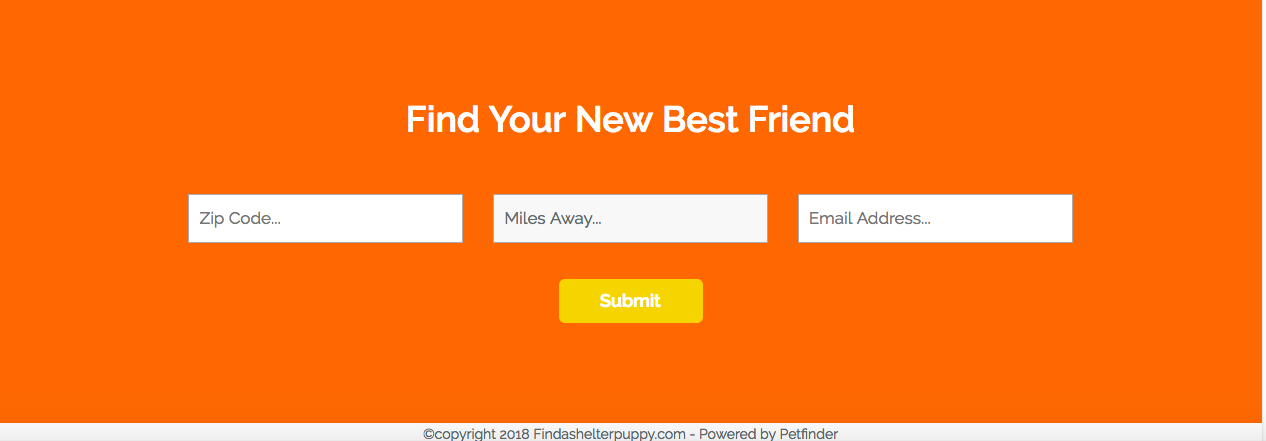 Find Your New Best Friend
Zip Code... Miles Away... Email Address...
Submit
©copyright 2018 Findashelterpuppy.com - Powered by Petfinder